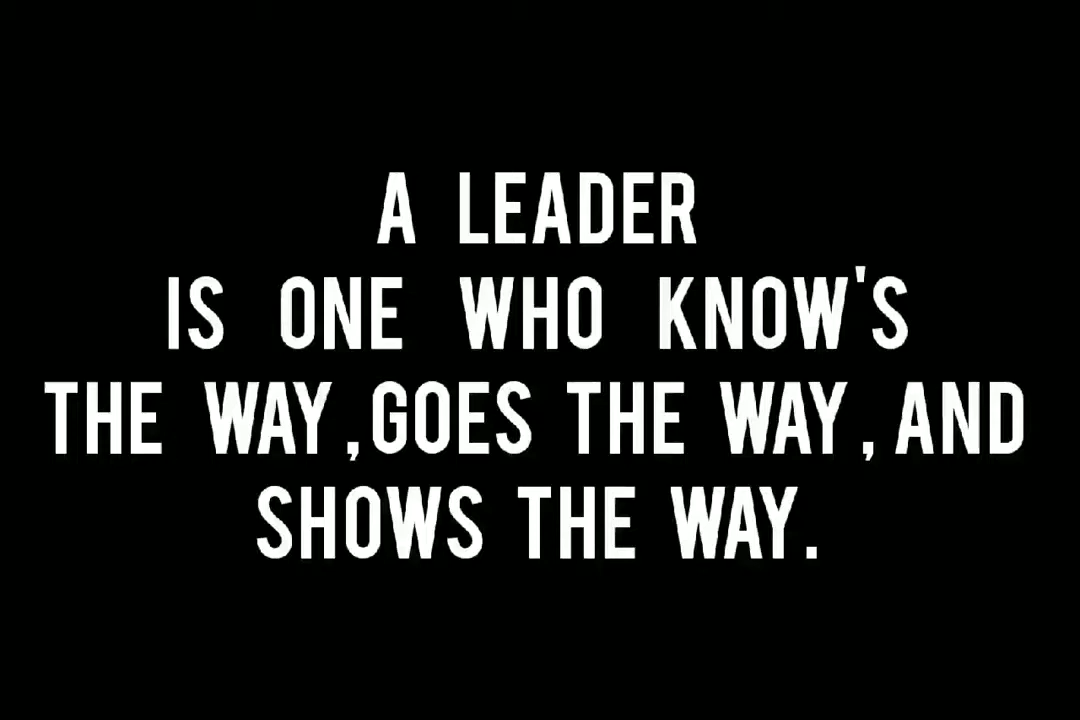 A LEADER
IS ONE WHO KNOW'S
THE WAY,GOES THE WAY, AND
SHOWS THE WAY.